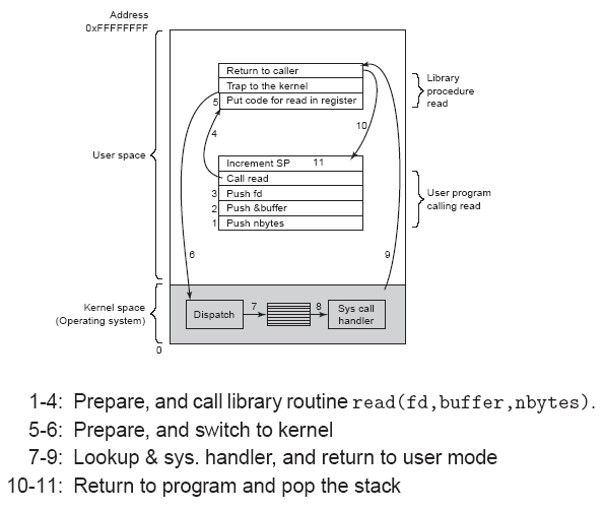 Address
0xFFFFFFFF
Return to caller
Trap to the kernel
5 Put code for read in register
Library
procedure
read
10
4
User space
Increment SP 11
Call read
3 Push fd
2 Push &buffer
1 Push nbytes
User program
calling read
6
9
Kernel space
(Operating system)
Dispatch
7
8
Sys call
handler
0
1-4: Prepare, and call library routine read(fd,buffer,nbytes).
5-6: Prepare, and switch to kernel
7-9: Lookup & sys. handler, and return to user mode
10-11: Return to program and pop the stack